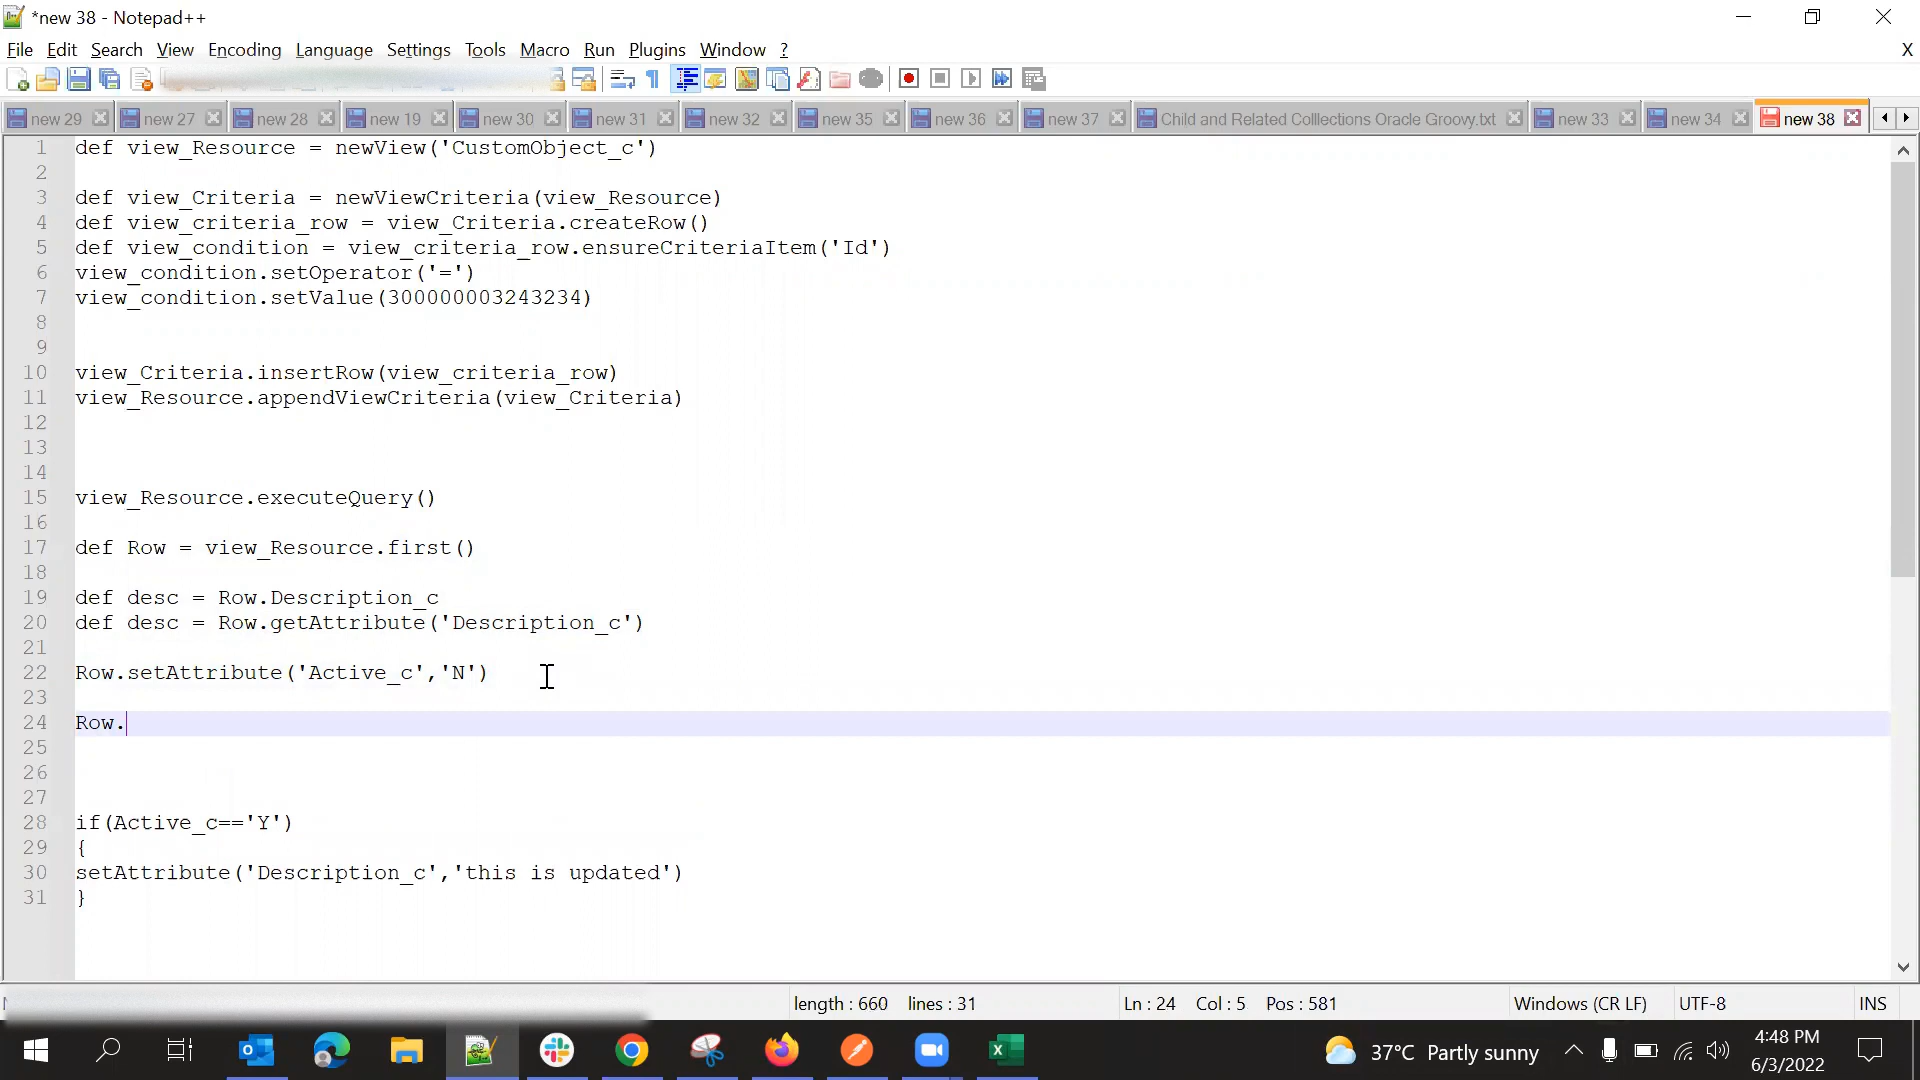 *new 38 - Notepad++
File Edit Search View Encoding Language Settings Tools Macro Run Plugins Window ? X
new 29 new 27 new 28 new 19 new 30 new 31 new 32 new 35 new 36 new 37 Child and Related Colllections Oracle Groovy.txt new 33 new 34 new 38
1 def view_Resource = newView('CustomObject_c')
2
3 def view_Criteria = newViewCriteria(view_Resource)
4 def view_criteria_row = view_Criteria.createRow()
5 def view_condition = view_criteria_row.ensureCriteriaItem('Id')
6 view_condition.setOperator('=')
7 view_condition.setValue(300000003243234)
8
9
10 view_Criteria.insertRow(view_criteria_row)
11 view_Resource.appendViewCriteria(view_Criteria)
12
13
14
15 view_Resource.executeQuery()
16
17 def Row = view_Resource.first()
18
19 def desc = Row.Description_c
20 def desc = Row.getAttribute('Description_c')
21
22 Row.setAttribute('Active_c','N')
23
24 Row.
25
26
27
28 if(Active_c=='Y')
29 {
30 setAttribute('Description_c','this is updated')
31 }
length : 660 lines : 31 Ln : 24 Col : 5 Pos : 581 Windows (CR LF) UTF-8 INS
37°C Partly sunny
4:48 PM
6/3/2022